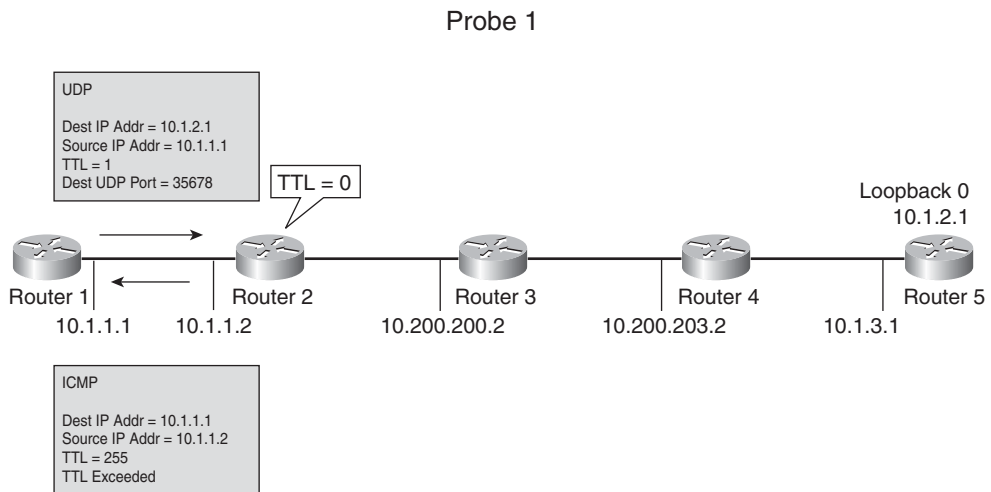 Probe 1
UDP
Dest IP Addr = 10.1.2.1
Source IP Addr = 10.1.1.1
TTL = 1
Dest UDP Port = 35678
TTL = 0
Loopback 0
10.1.2.1
Router 1
Router 2
Router 3
Router 4
Router 5
10.1.1.1
10.1.1.2
10.200.200.2
10.200.203.2
10.1.3.1
ICMP
Dest IP Addr = 10.1.1.1
Source IP Addr = 10.1.1.2
TTL = 255
TTL Exceeded